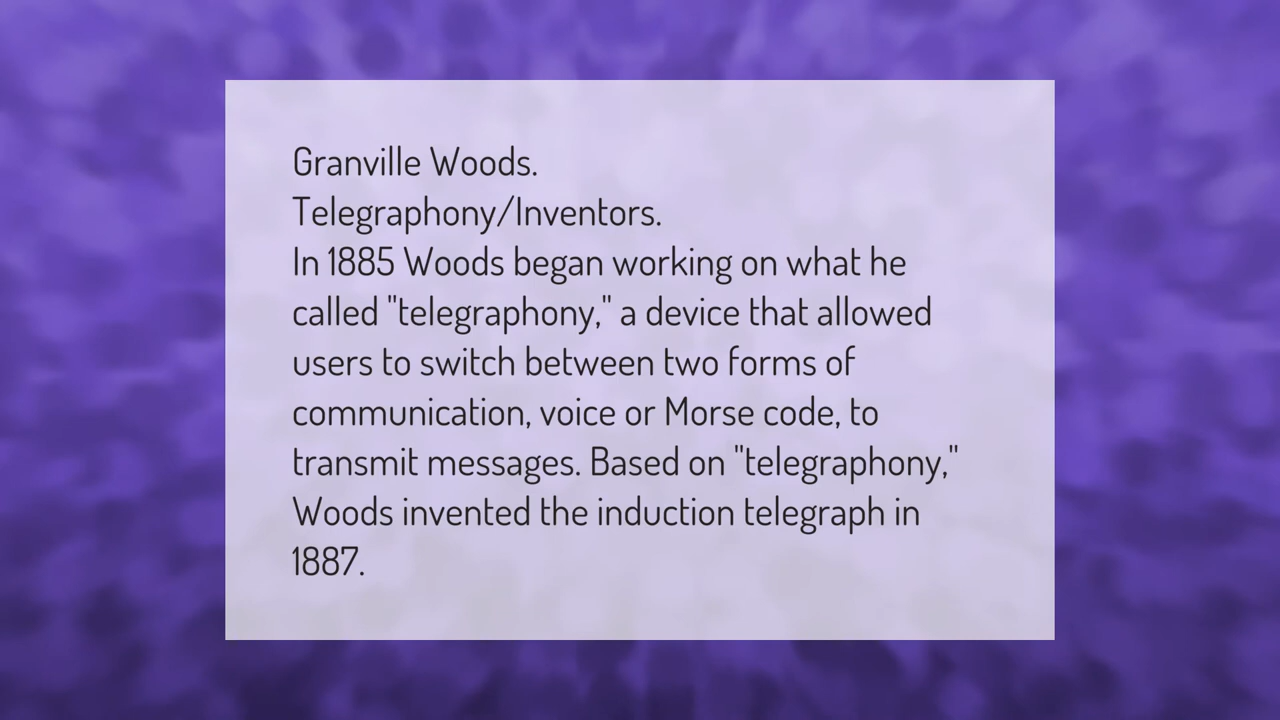 Granville Woods.
Telegraphony/Inventors.
In 1885 Woods began working on what he
called "telegraphony," a device that allowed
users to switch between two forms of
communication, voice or Morse code, to
transmit messages. Based on "telegraphony,"
Woods invented the induction telegraph in
1887.